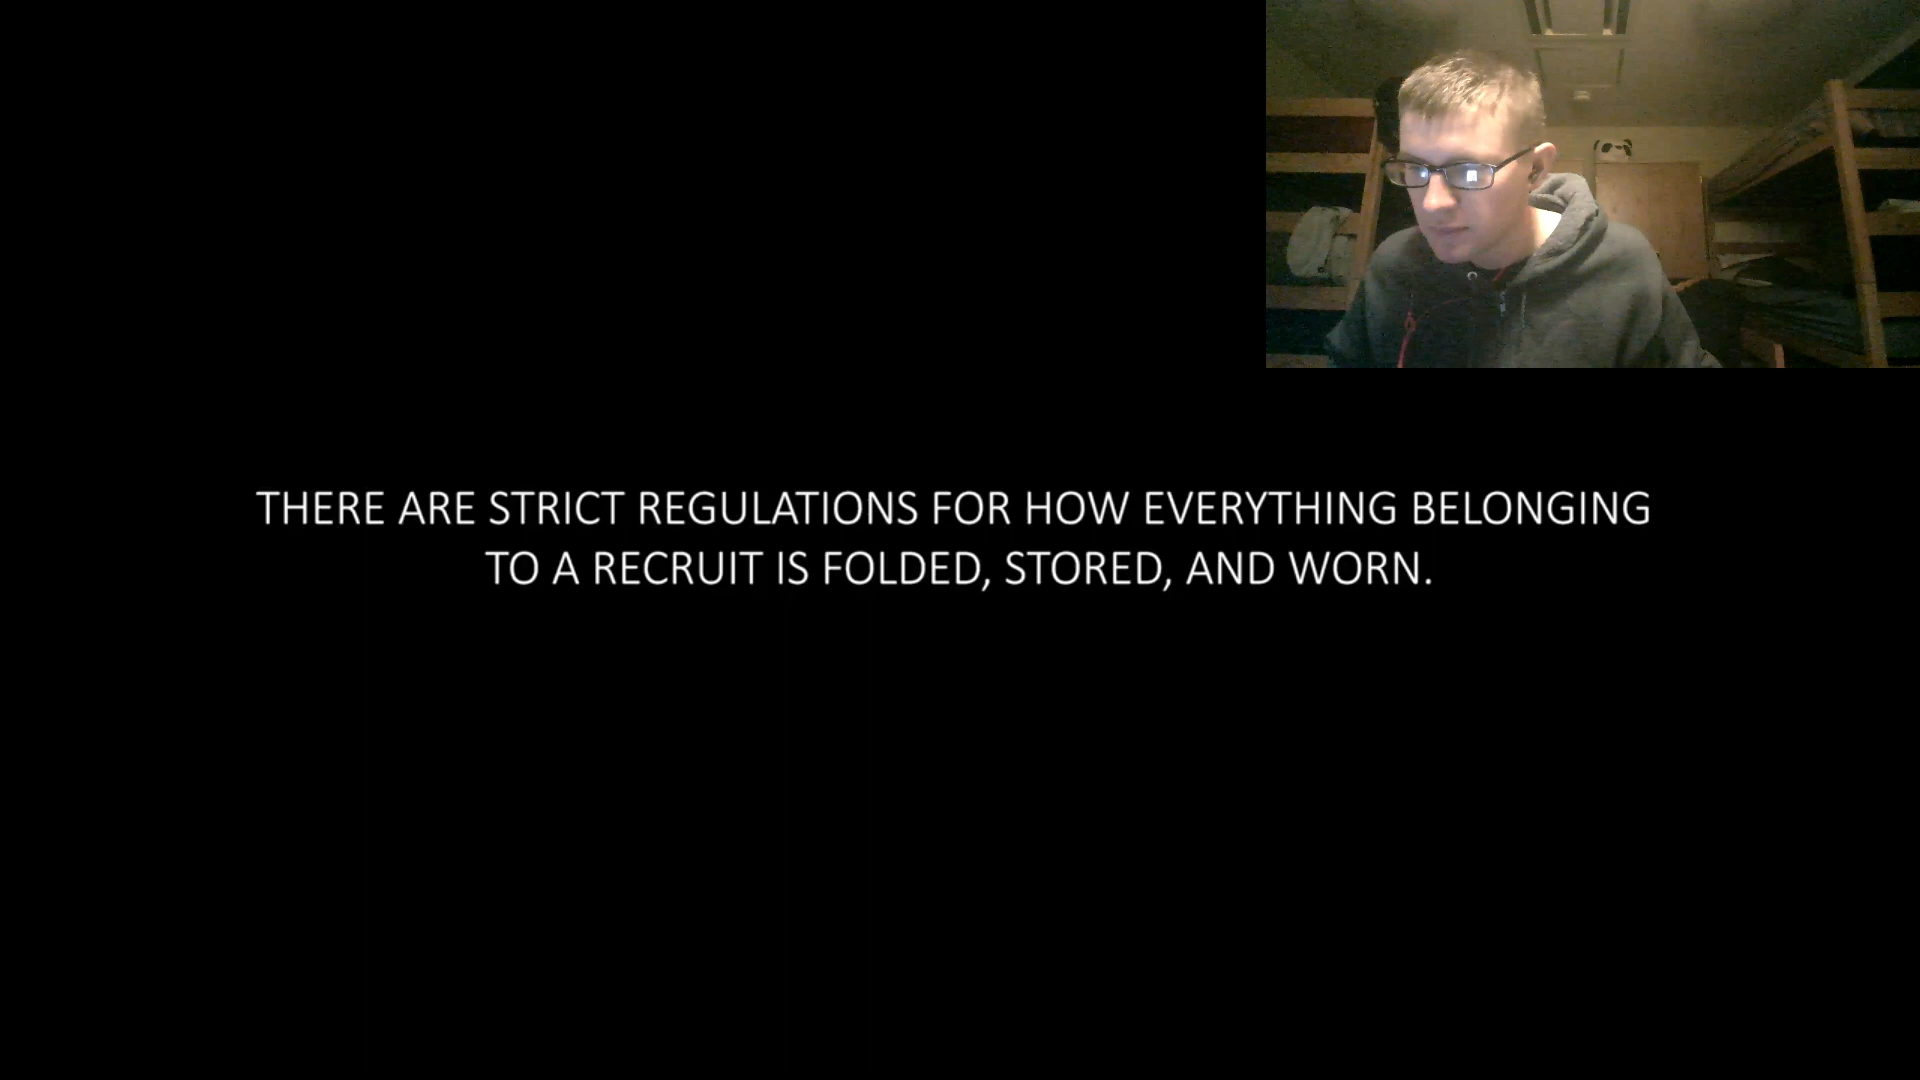 THERE ARE STRICT REGULATIONS FOR HOW EVERYTHING BELONGING
TO A RECRUIT IS FOLDED, STORED, AND WORN.